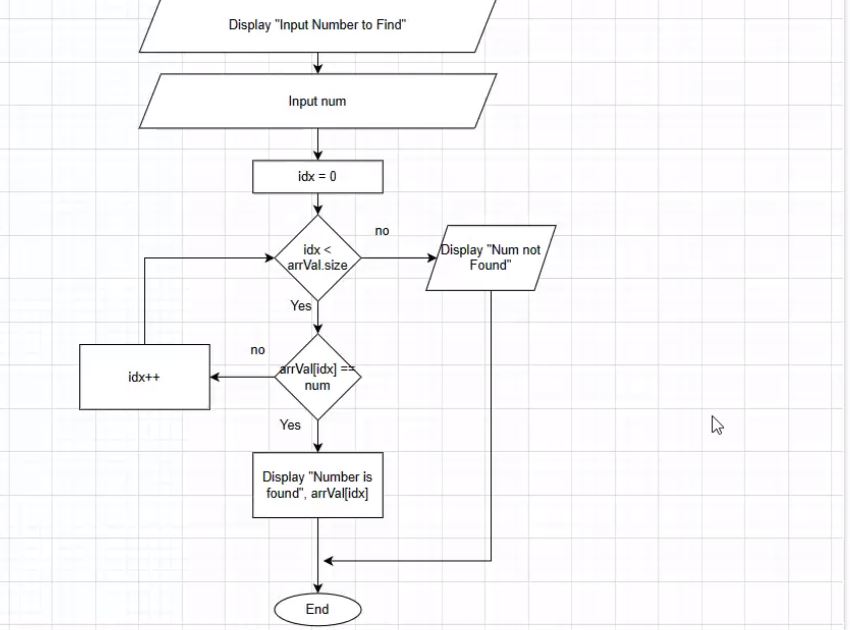 Display "Input Number to Find"
Input num
idx = 0
no
idx <
arrVal.size
Display "Num not
Found"
Yes
no
arrVal[idx] ==
num
idx++
Yes
Display "Number is
found", arrVal[idx]
End